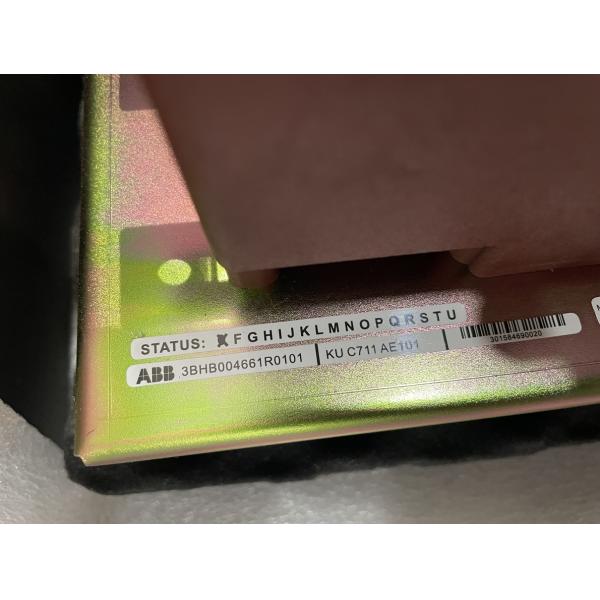 STATUS: FGHIJKLMNOPQRSTU
ABB 3BHB004661R0101 KU C711 AE101
301584690020